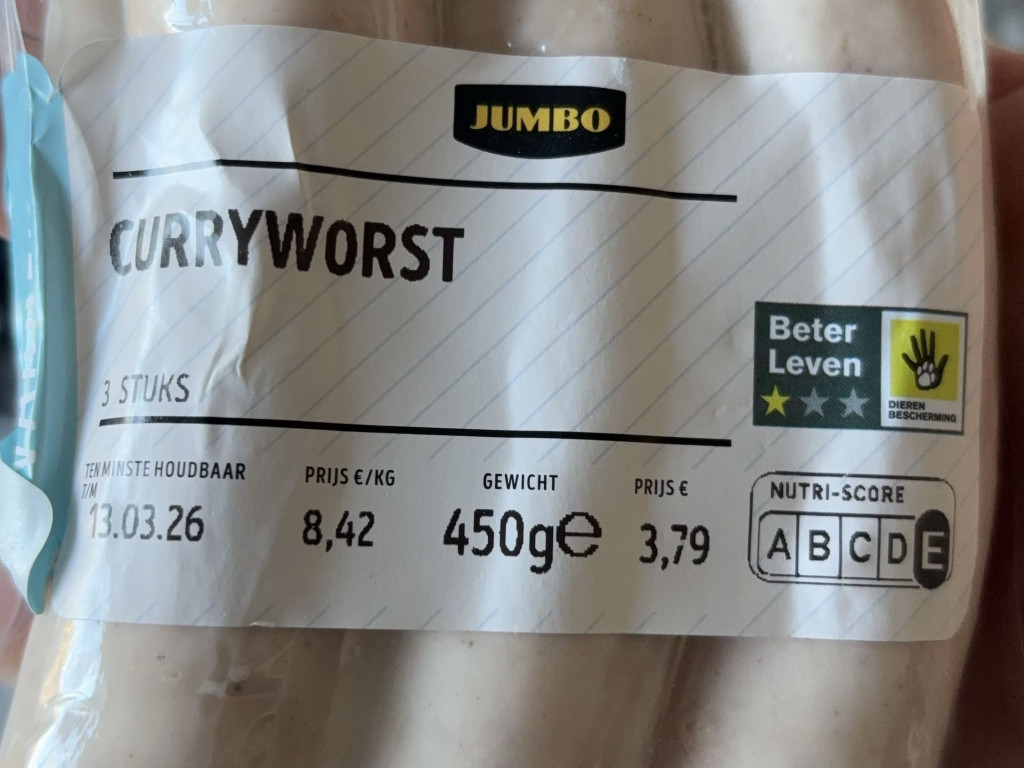 JUMBO
CURRYWORST
3 STUKS
Beter
Leven
DIEREN
BESCHERMING
TEN MINSTE HOUDBAAR
T/M
13.03.26
PRIJS €/KG
8,42
GEWICHT
450g℮
PRIJS €
3,79
NUTRI-SCORE
A B C D E